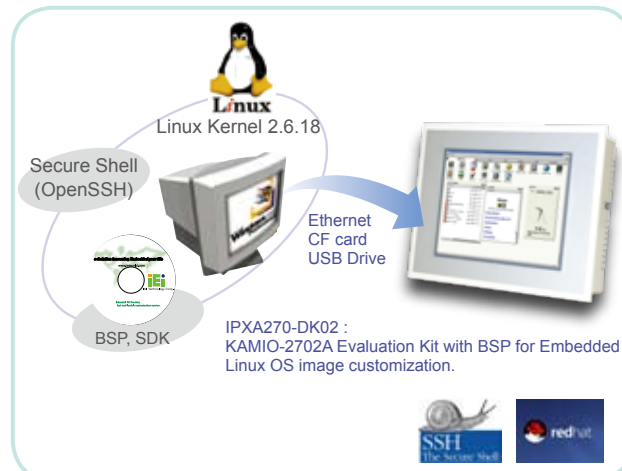 Linux
Linux Kernel 2.6.18
Secure Shell
(OpenSSH)
Ethernet
CF card
USB Drive
iEi
BSP, SDK
IPXA270-DK02 :
KAMIO-2702A Evaluation Kit with BSP for Embedded
Linux OS image customization.
SSH
The Secure Shell
redhat